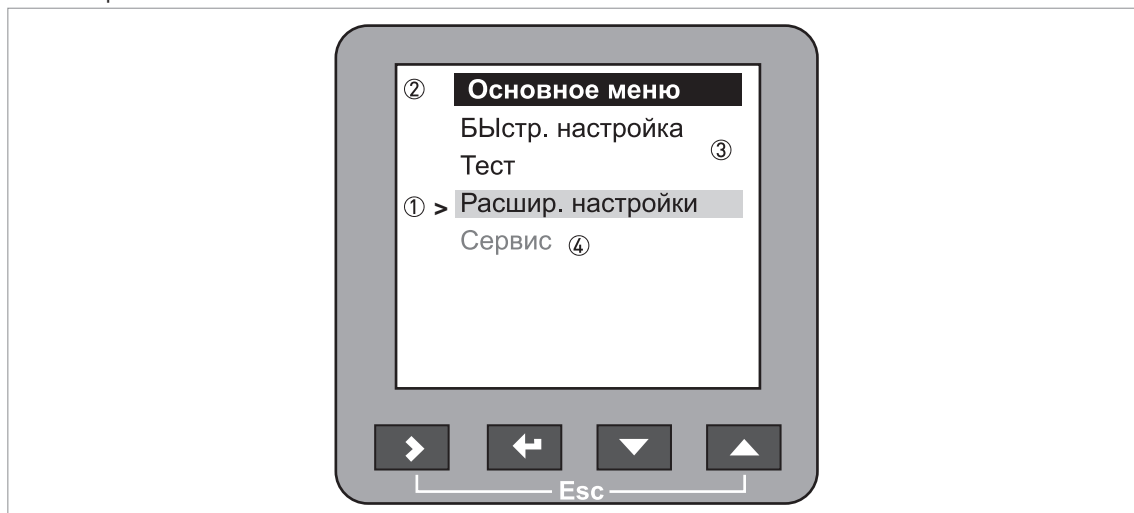 ② Основное меню
БЫстр. настройка
③
Тест
① > Расшир. настройки
Сервис ④
Esc